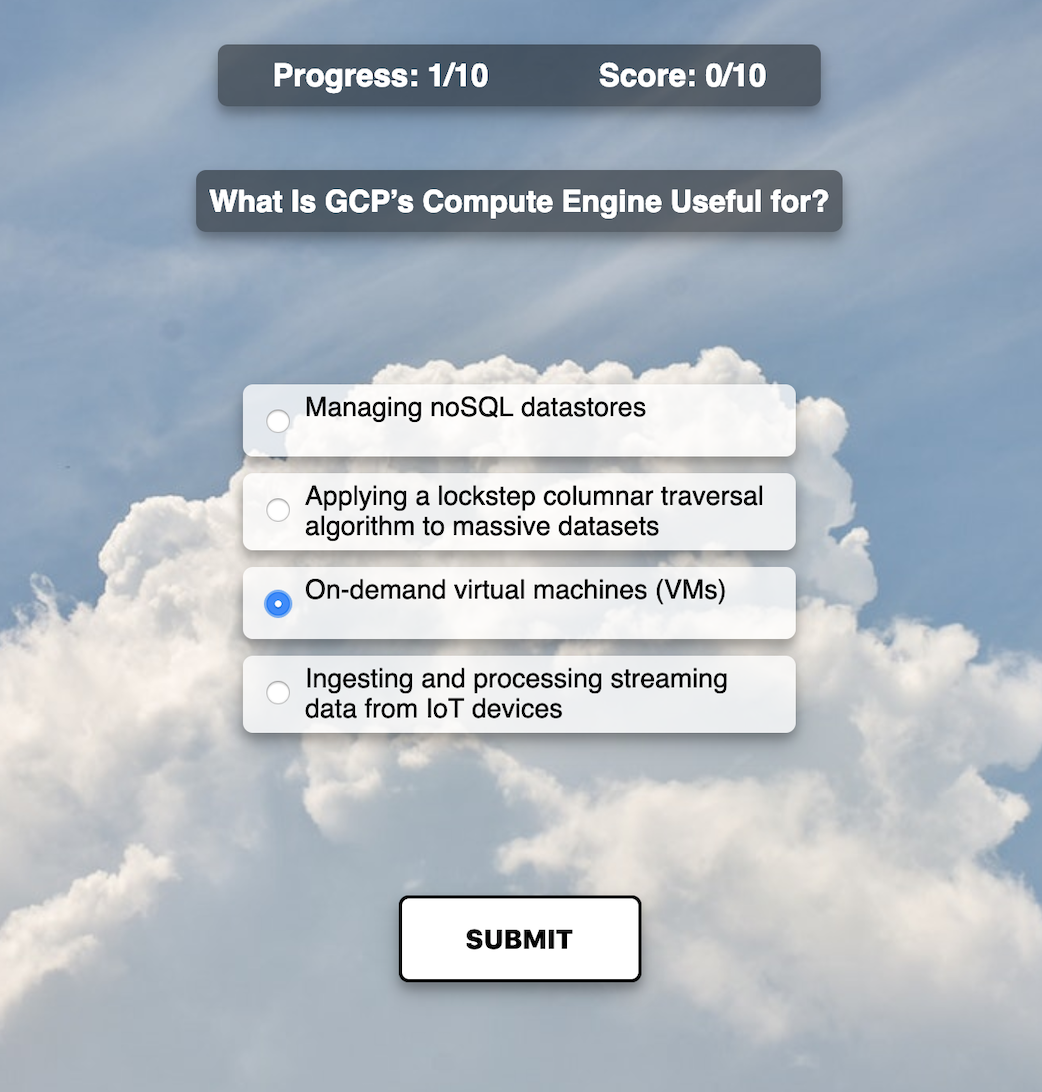 Progress: 1/10 Score: 0/10
What Is GCP’s Compute Engine Useful for?
Managing noSQL datastores
Applying a lockstep columnar traversal
algorithm to massive datasets
On-demand virtual machines (VMs)
Ingesting and processing streaming
data from IoT devices
SUBMIT